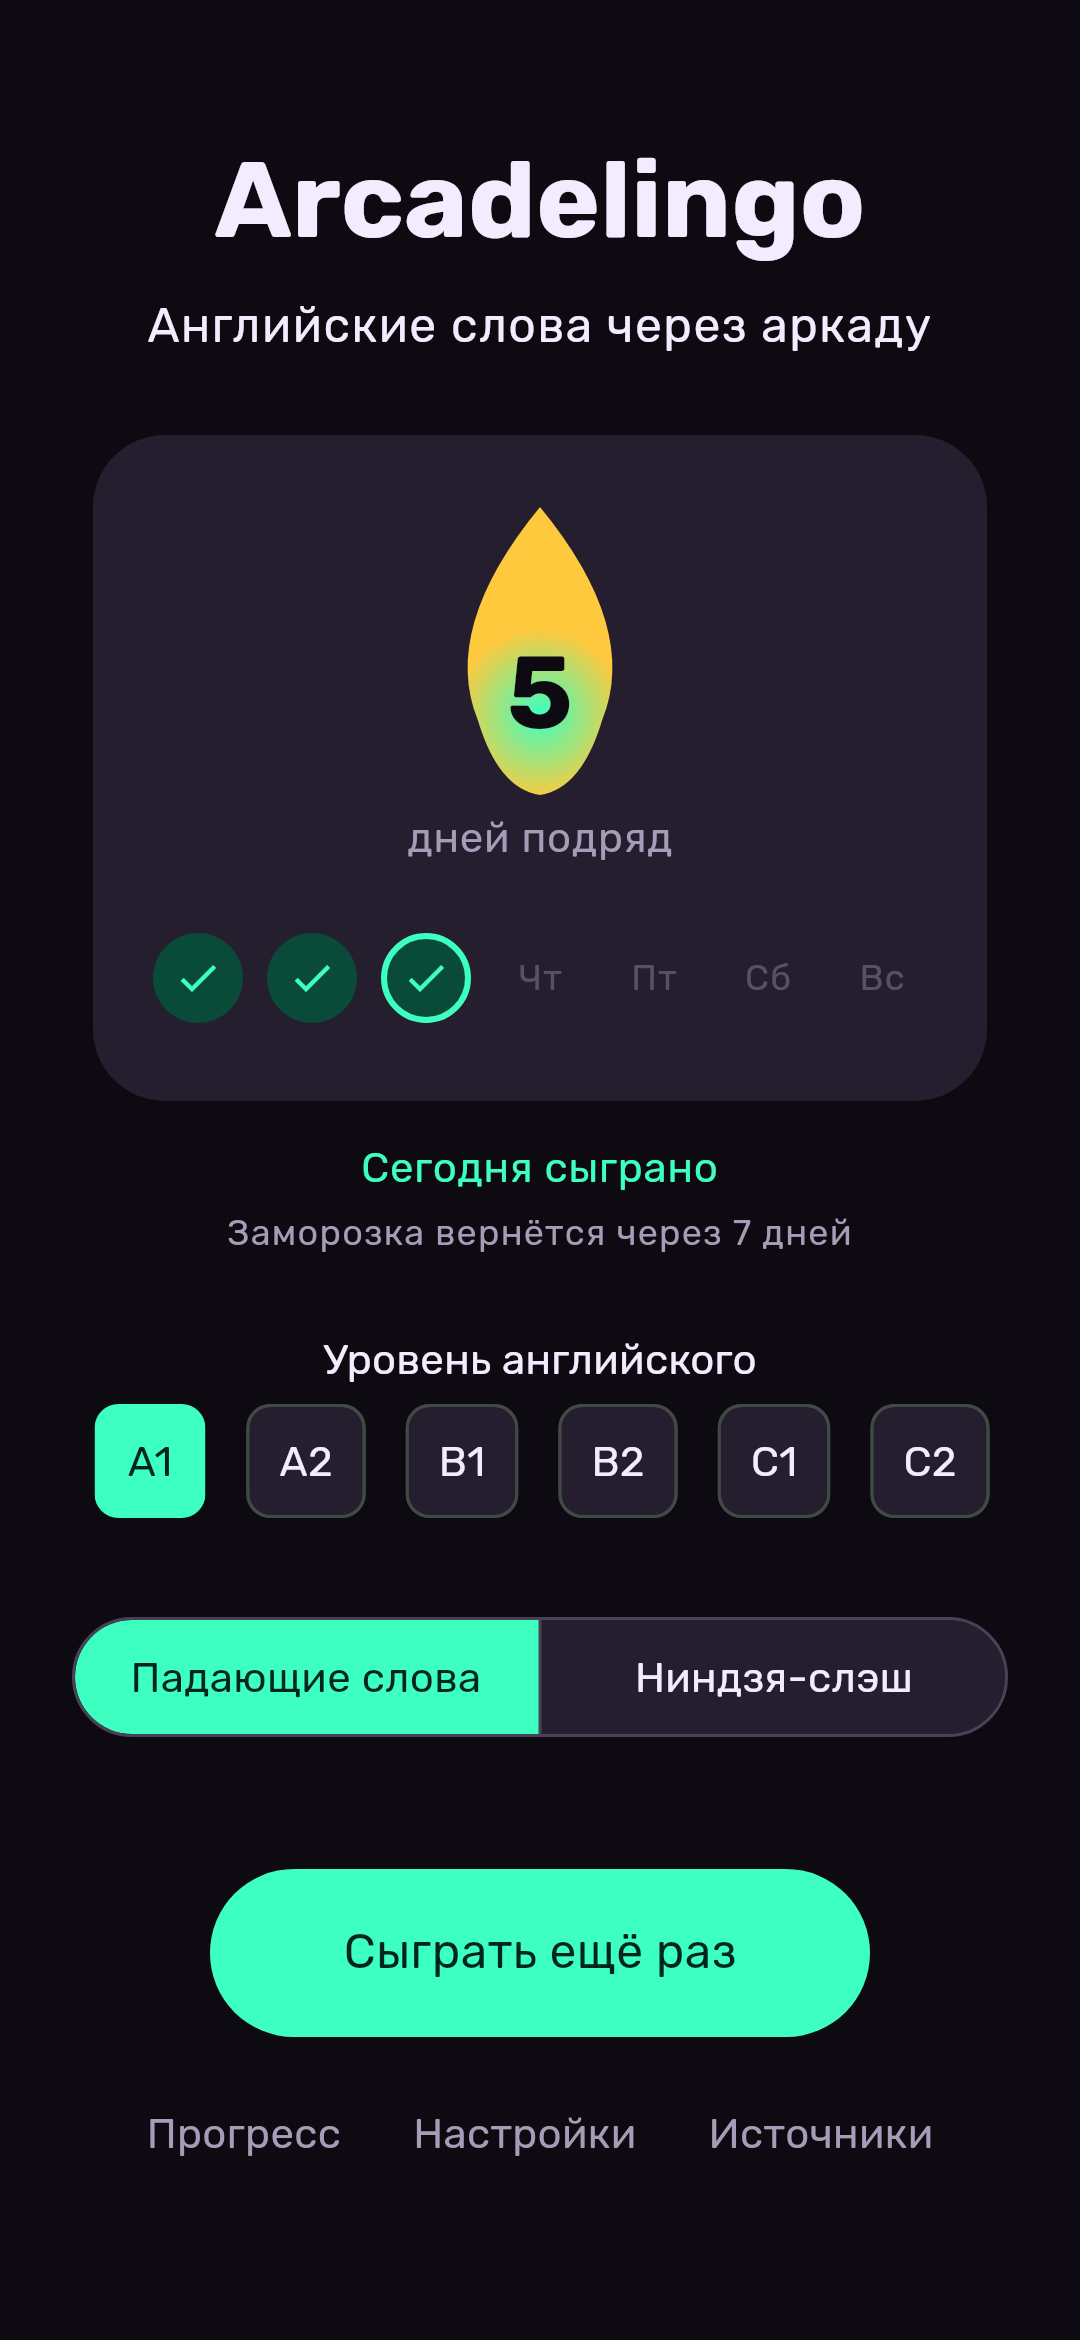 Arcadelingo
Английские слова через аркаду
5
дней подряд
Чт Пт Сб Вс
Сегодня сыграно
Заморозка вернётся через 7 дней
Уровень английского
A1 A2 B1 B2 C1 C2
Падающие слова Ниндзя-слэш
Сыграть ещё раз
Прогресс Настройки Источники